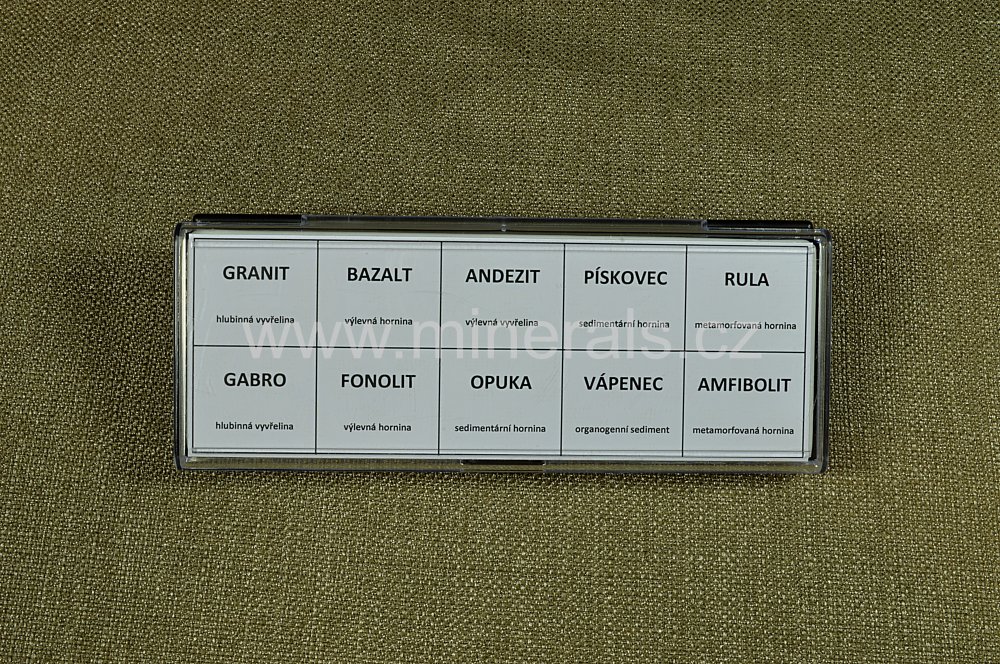 GRANIT BAZALT ANDEZIT PÍSKOVEC RULA
hlubinná vyvřelina výlevná hornina výlevná vyvřelina sedimentární hornina metamorfovaná hornina
www.minerals.cz
GABRO FONOLIT OPUKA VÁPENEC AMFIBOLIT
hlubinná vyvřelina výlevná hornina sedimentární hornina organogenní sediment metamorfovaná hornina